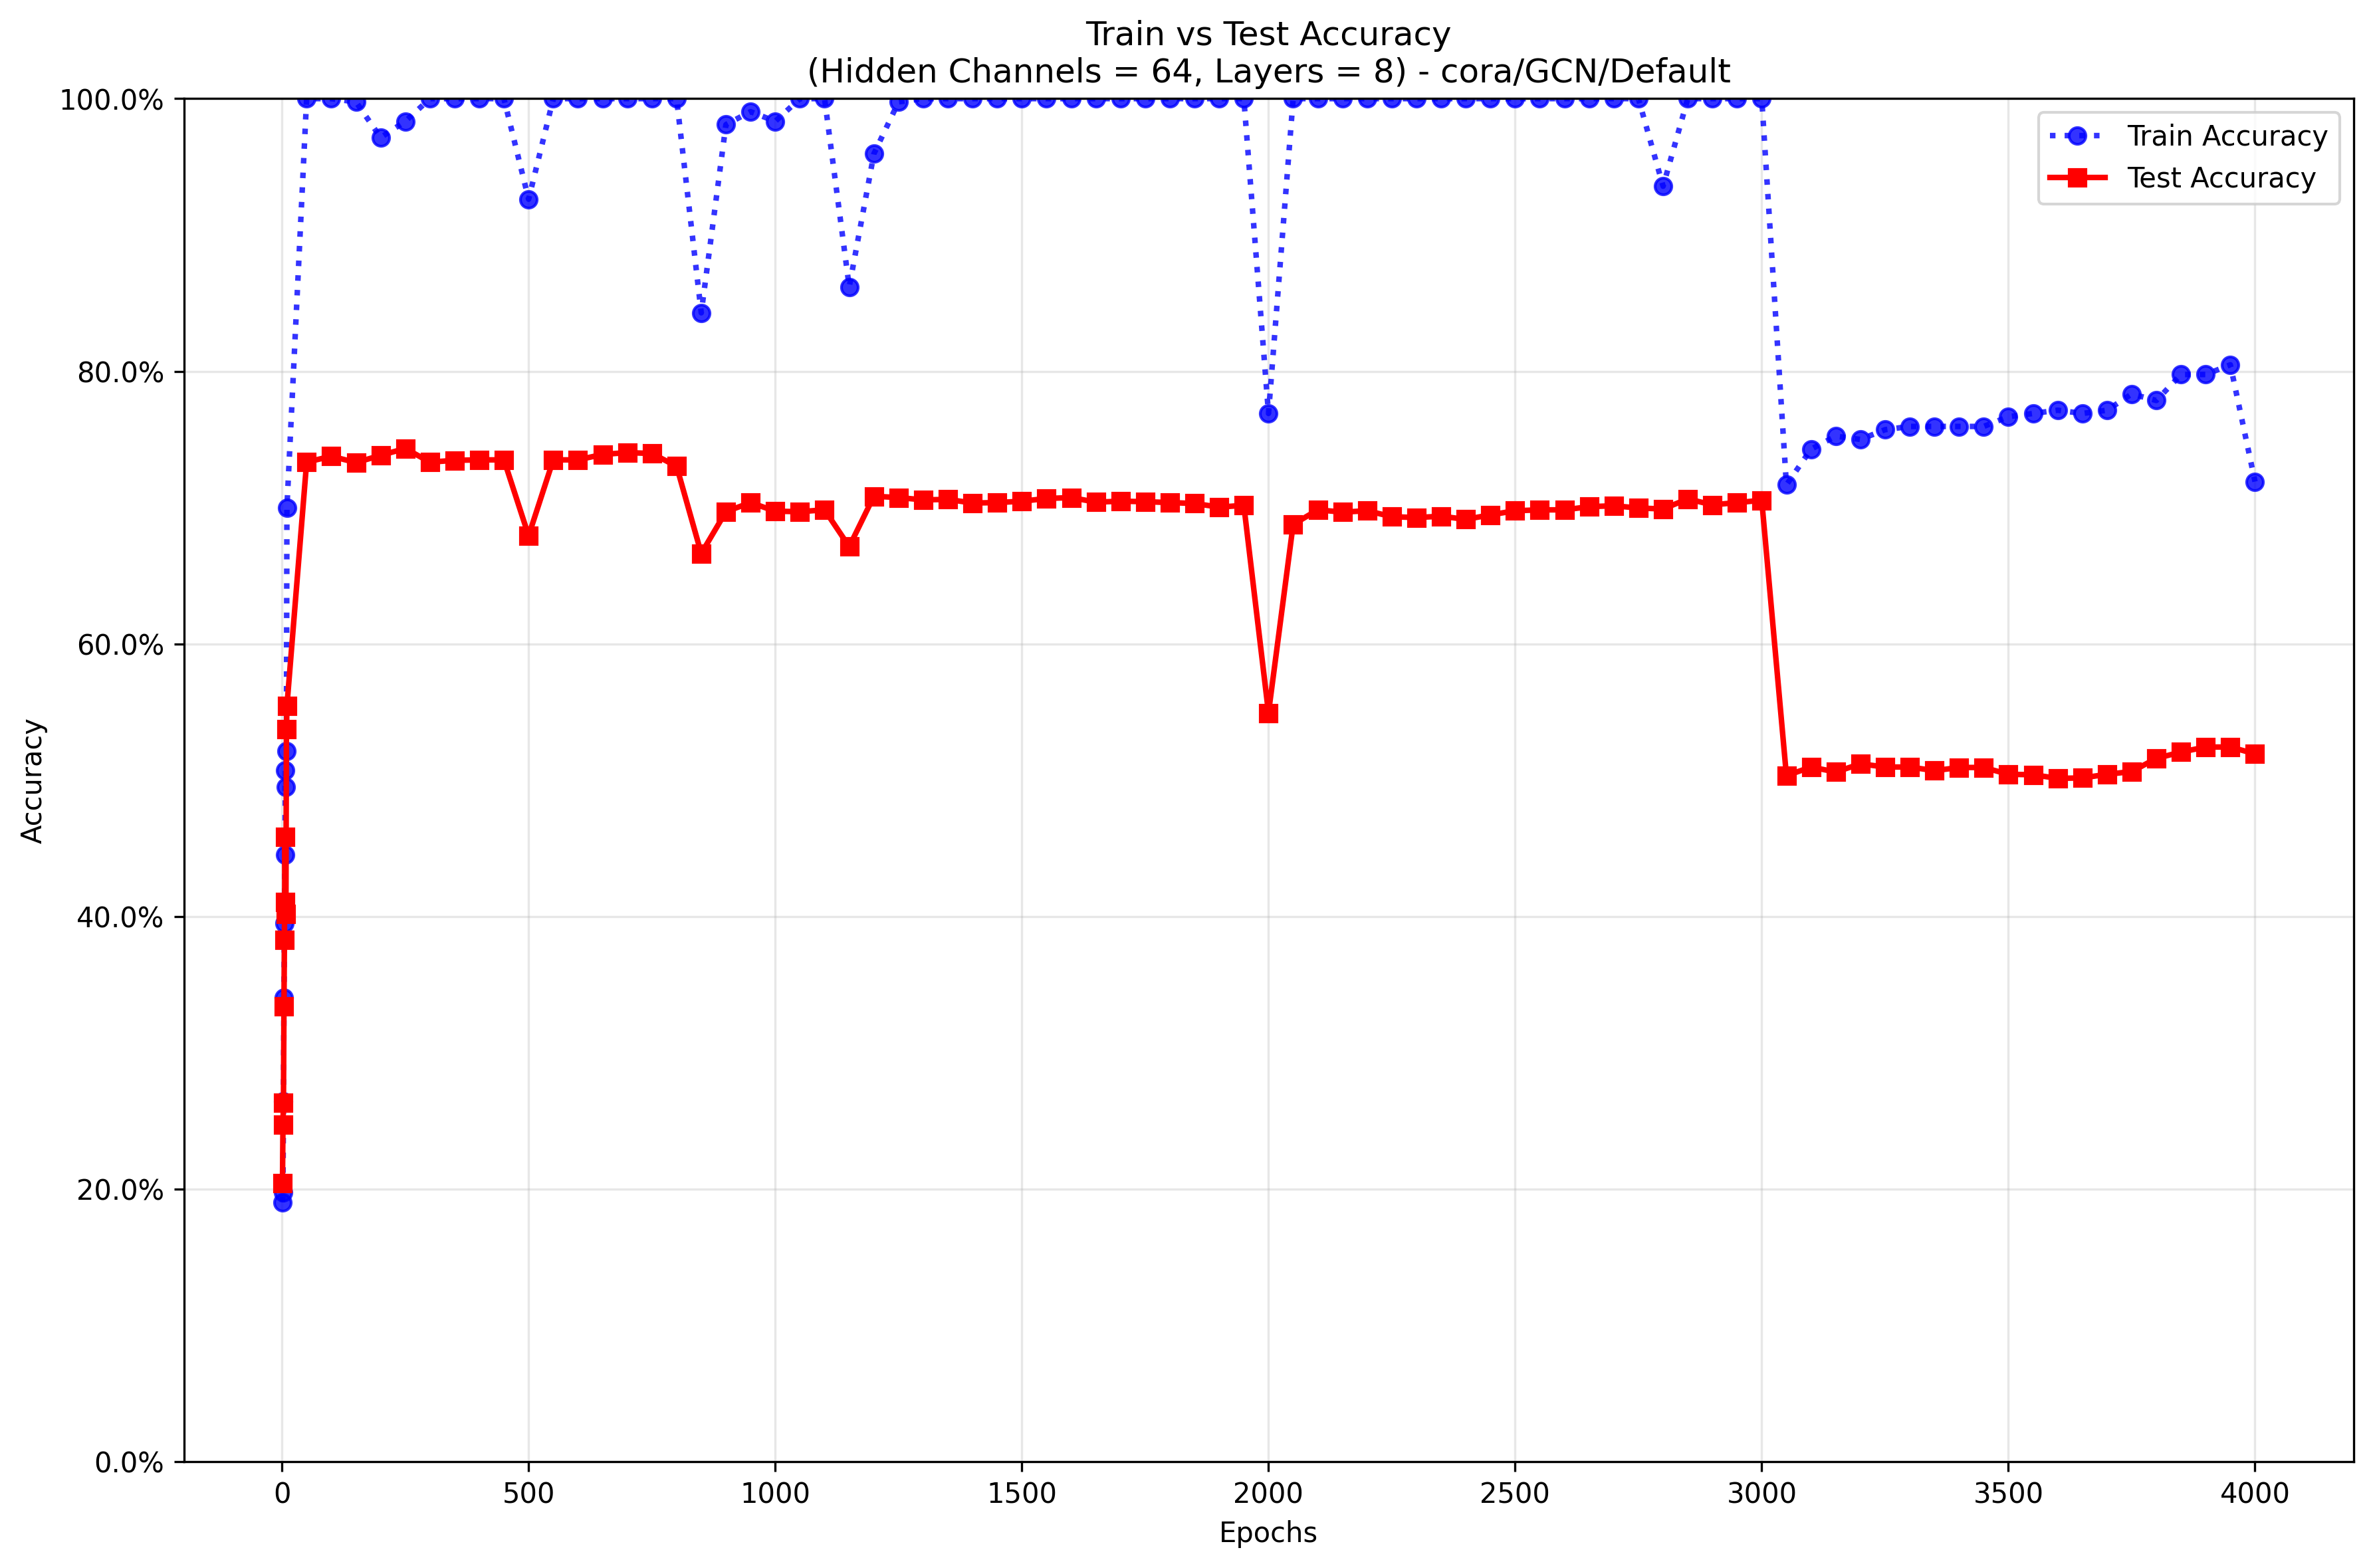 Train vs Test Accuracy
(Hidden Channels = 64, Layers = 8) - cora/GCN/Default
100.0%
80.0%
60.0%
40.0%
20.0%
0.0%
Accuracy
Train Accuracy
Test Accuracy
0 500 1000 1500 2000 2500 3000 3500 4000
Epochs